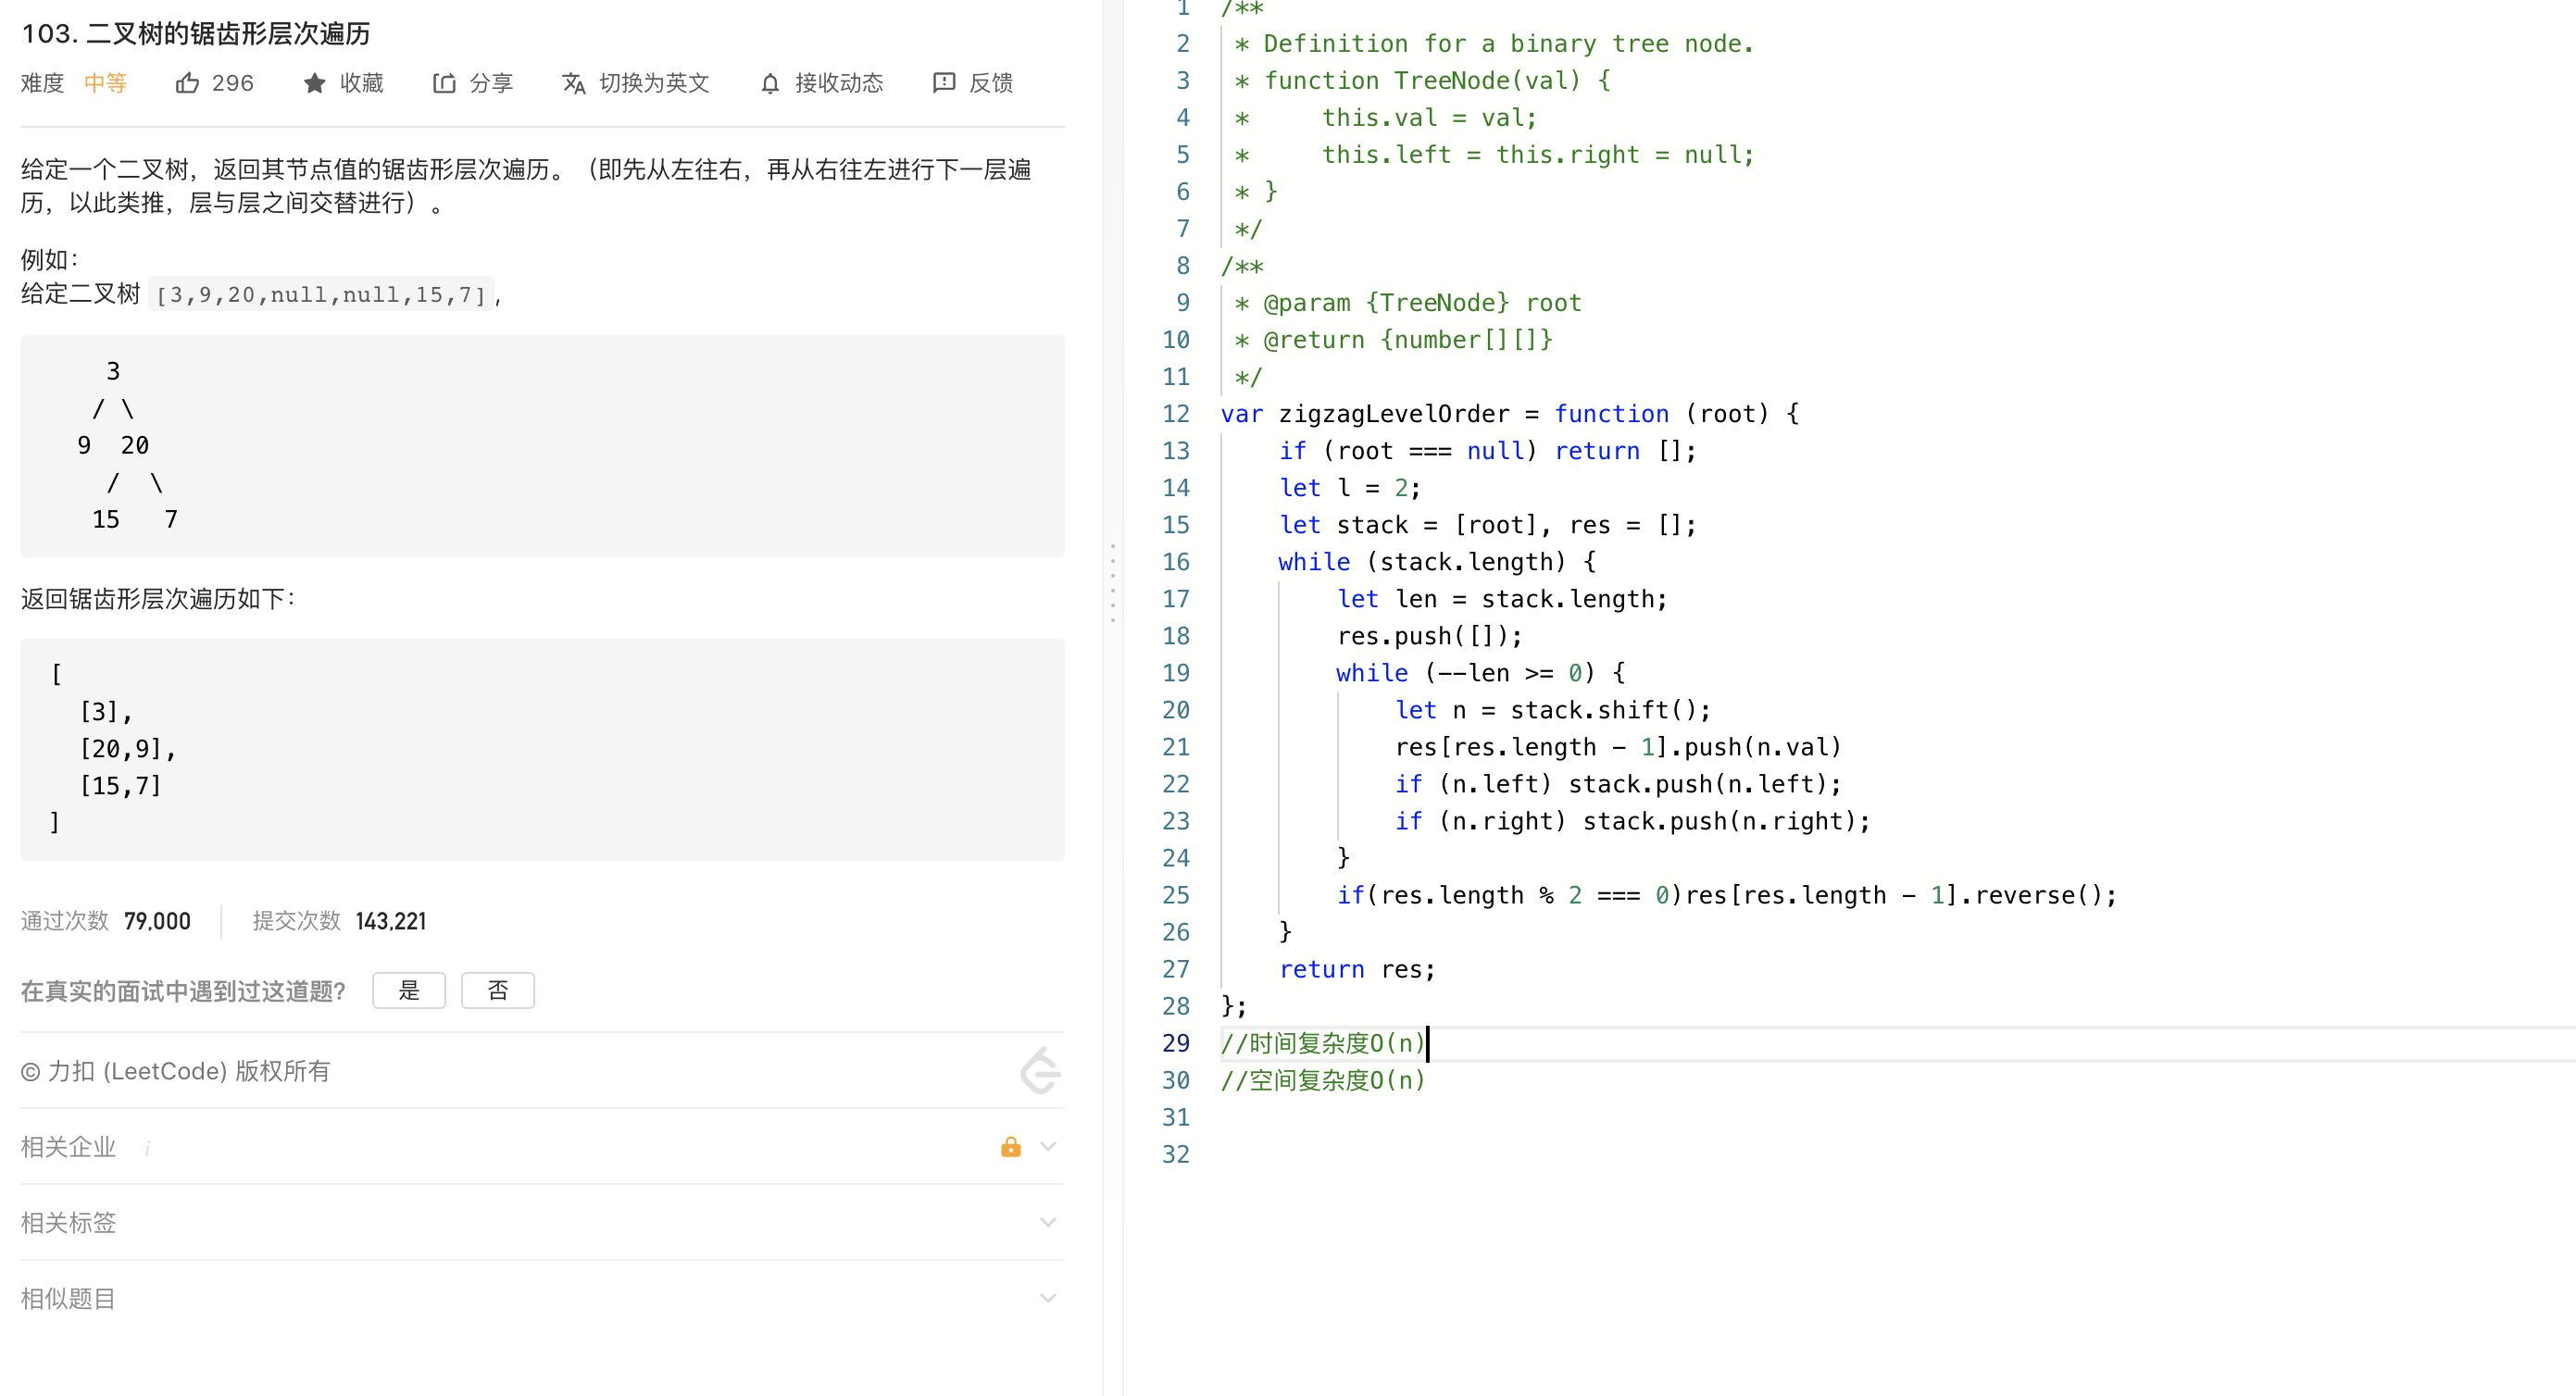 103. 二叉树的锯齿形层次遍历
难度 中等 296 收藏 分享 切换为英文 接收动态 反馈
给定一个二叉树，返回其节点值的锯齿形层次遍历。（即先从左往右，再从右往左进行下一层遍
历，以此类推，层与层之间交替进行）。
例如：
给定二叉树 [3,9,20,null,null,15,7],
    3
   / \
  9  20
    /  \
   15   7
返回锯齿形层次遍历如下：
[
  [3],
  [20,9],
  [15,7]
]
通过次数 79,000 提交次数 143,221
在真实的面试中遇到过这道题? 是 否
© 力扣 (LeetCode) 版权所有
相关企业 i
相关标签
相似题目
1 /**
2  * Definition for a binary tree node.
3  * function TreeNode(val) {
4  *     this.val = val;
5  *     this.left = this.right = null;
6  * }
7  */
8 /**
9  * @param {TreeNode} root
10  * @return {number[][]}
11  */
12 var zigzagLevelOrder = function (root) {
13     if (root === null) return [];
14     let l = 2;
15     let stack = [root], res = [];
16     while (stack.length) {
17         let len = stack.length;
18         res.push([]);
19         while (--len >= 0) {
20             let n = stack.shift();
21             res[res.length - 1].push(n.val)
22             if (n.left) stack.push(n.left);
23             if (n.right) stack.push(n.right);
24         }
25         if(res.length % 2 === 0)res[res.length - 1].reverse();
26     }
27     return res;
28 };
29 //时间复杂度O(n)
30 //空间复杂度O(n)
31
32